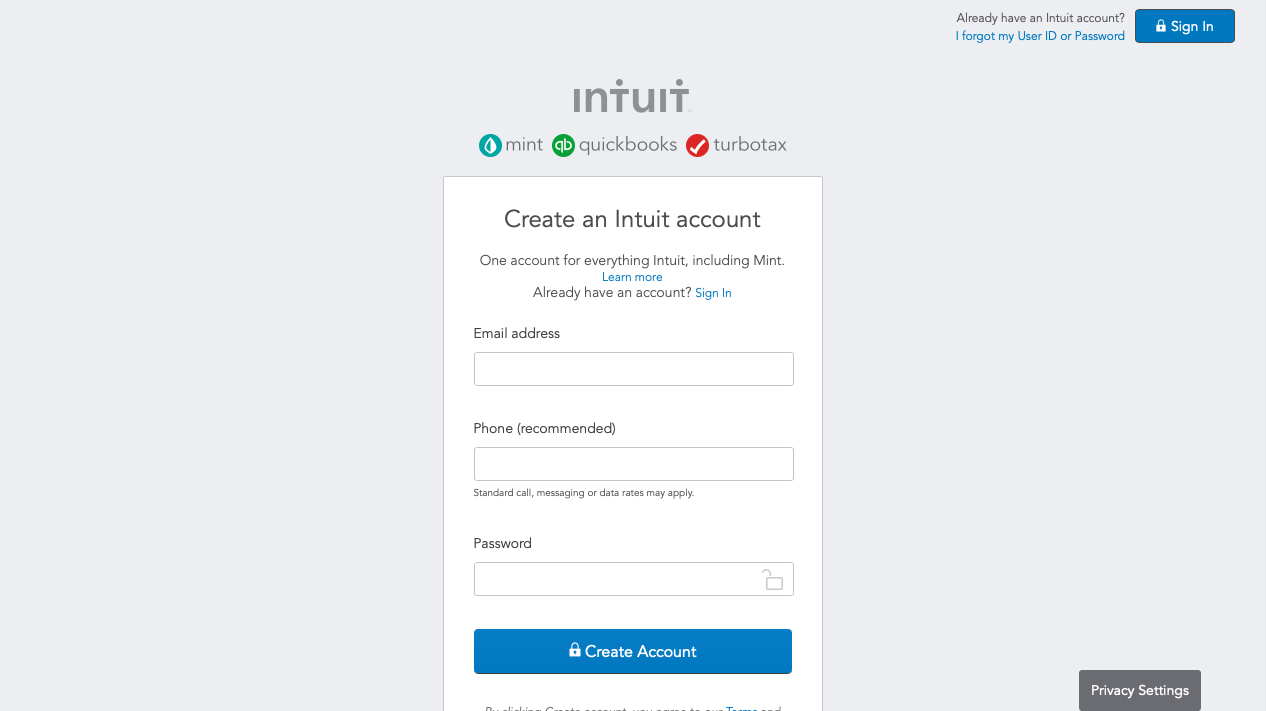 Already have an Intuit account?
I forgot my User ID or Password
Sign In
intuit
mint quickbooks turbotax
Create an Intuit account
One account for everything Intuit, including Mint.
Learn more
Already have an account? Sign In
Email address
Phone (recommended)
Standard call, messaging or data rates may apply.
Password
Create Account
Privacy Settings
By clicking Create account, you agree to our Terms and